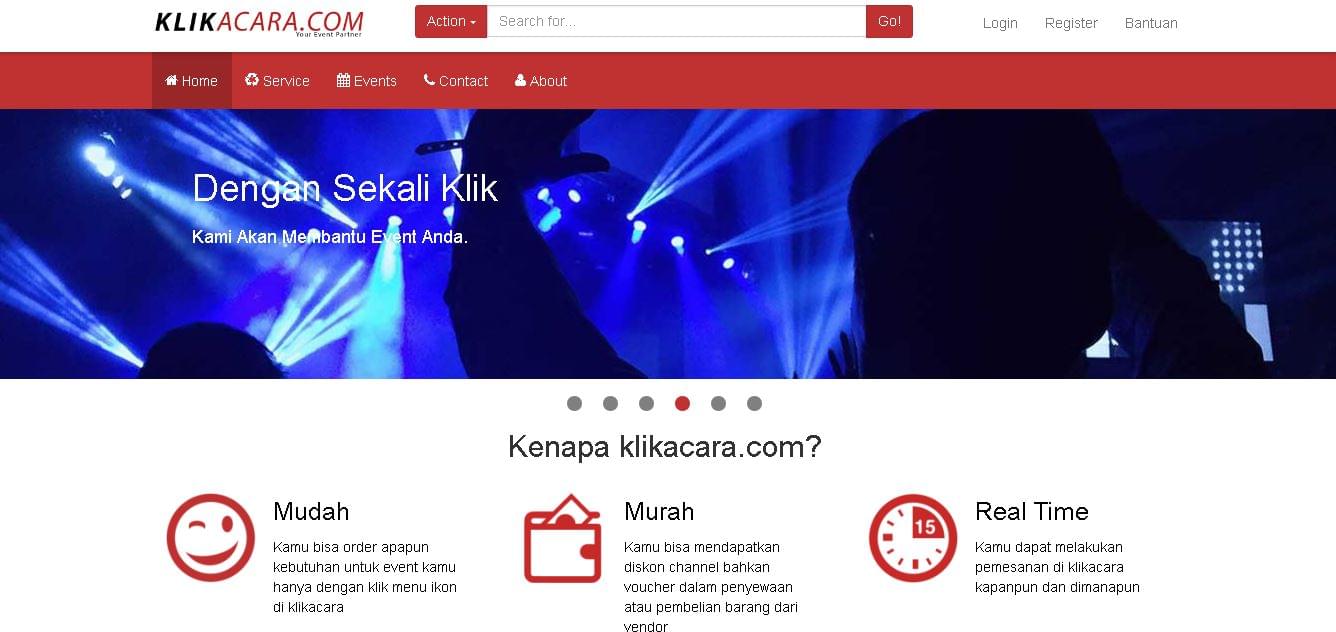 KLIKACARA.COM
Your Event Partner
Action
Search for...
Go!
Login
Register
Bantuan
Home
Service
Events
Contact
About
Dengan Sekali Klik
Kami Akan Membantu Event Anda.
Kenapa klikacara.com?
Mudah
Kamu bisa order apapun
kebutuhan untuk event kamu
hanya dengan klik menu ikon
di klikacara
Murah
Kamu bisa mendapatkan
diskon channel bahkan
voucher dalam penyewaan
atau pembelian barang dari
vendor
15
Real Time
Kamu dapat melakukan
pemesanan di klikacara
kapanpun dan dimanapun